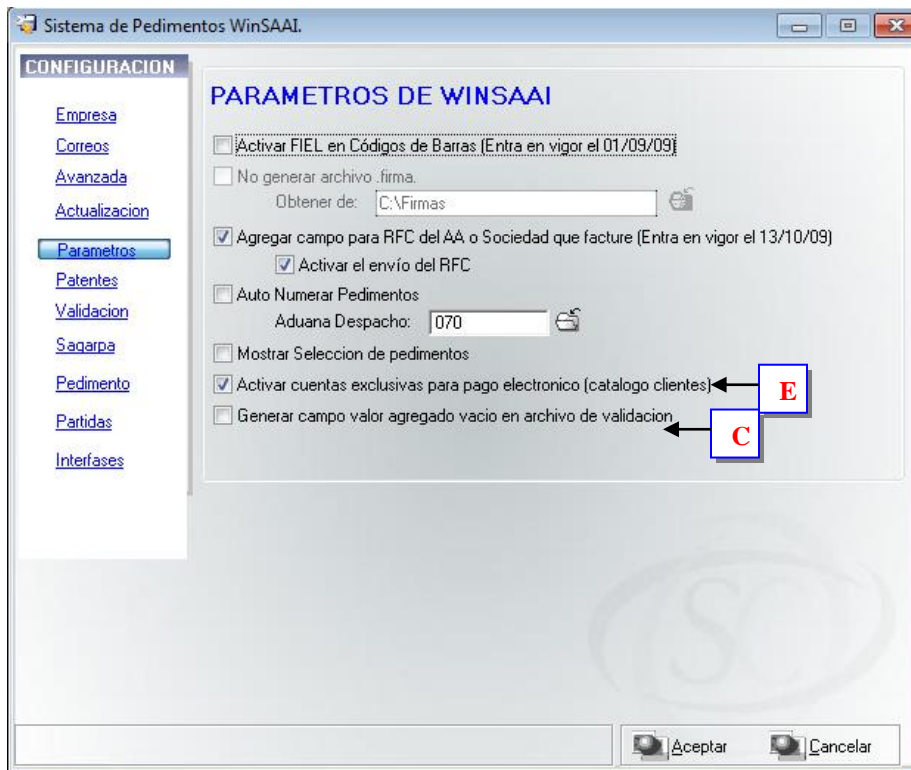 Sistema de Pedimentos WinSAAI.
CONFIGURACION
Empresa
Correos
Avanzada
Actualizacion
Parametros
Patentes
Validacion
Sagarpa
Pedimento
Partidas
Interfases
PARAMETROS DE WINSAAI
Activar FIEL en Códigos de Barras (Entra en vigor el 01/09/09)
No generar archivo .firma.
Obtener de: C:\Firmas
Agregar campo para RFC del AA o Sociedad que facture (Entra en vigor el 13/10/09)
Activar el envío del RFC
Auto Numerar Pedimentos
Aduana Despacho: 070
Mostrar Seleccion de pedimentos
Activar cuentas exclusivas para pago electronico (catalogo clientes)
E
Generar campo valor agregado vacio en archivo de validacion
C
SC
Aceptar Cancelar